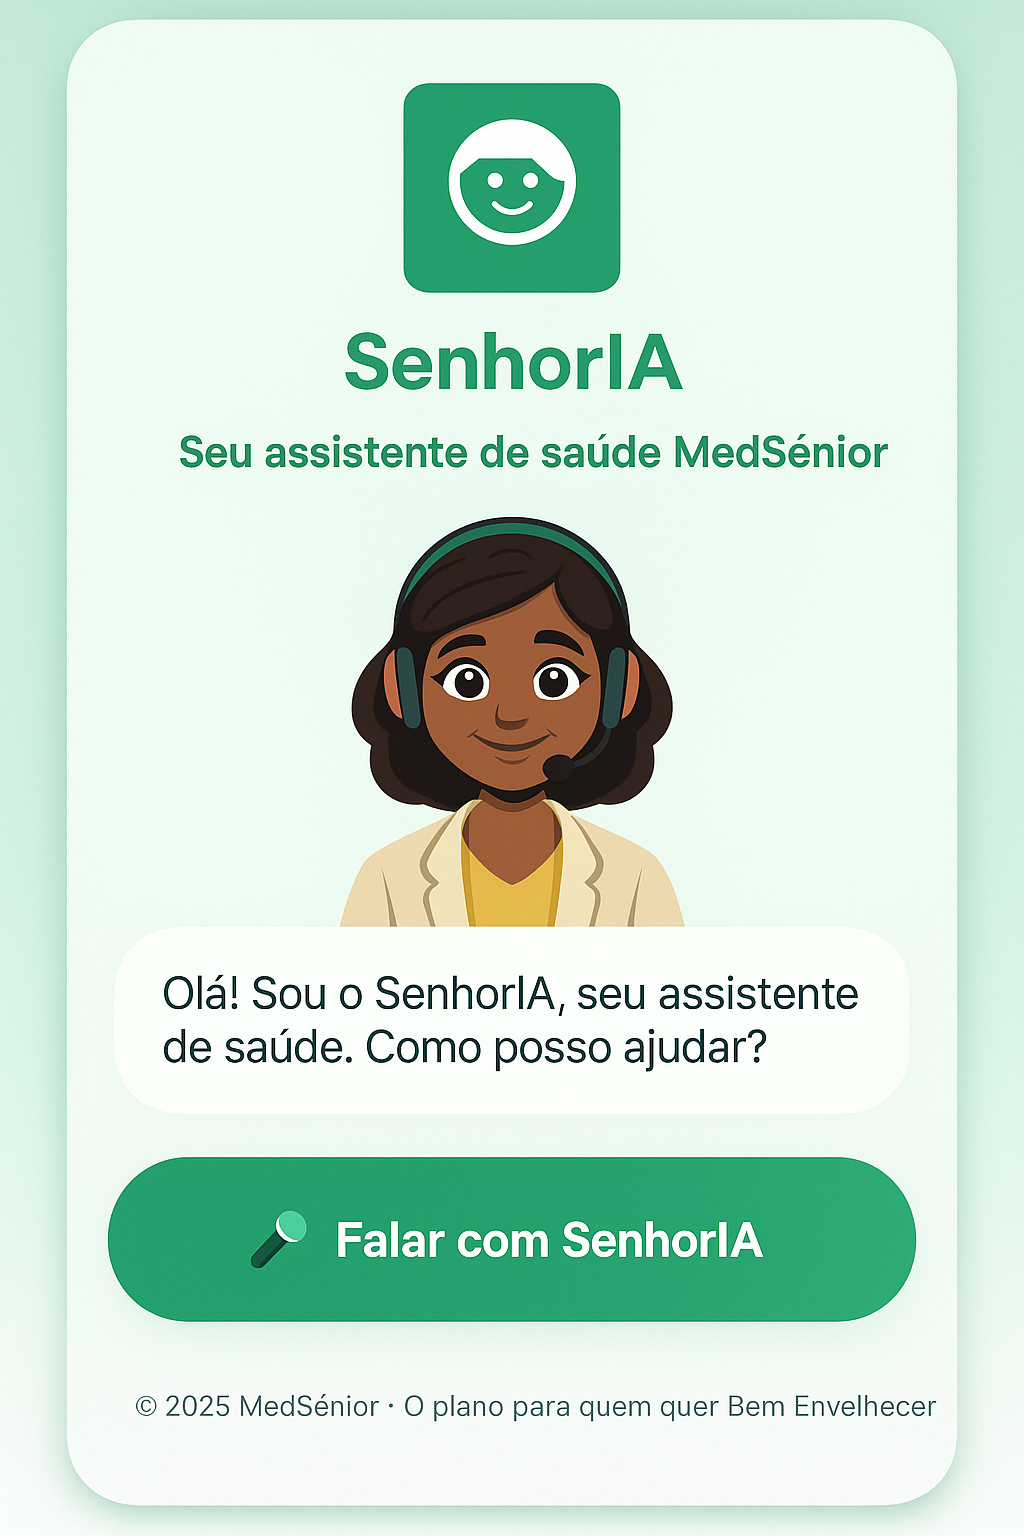 SenhorIA
Seu assistente de saúde MedSénior
Olá! Sou o SenhorIA, seu assistente
de saúde. Como posso ajudar?
Falar com SenhorIA
© 2025 MedSénior · O plano para quem quer Bem Envelhecer